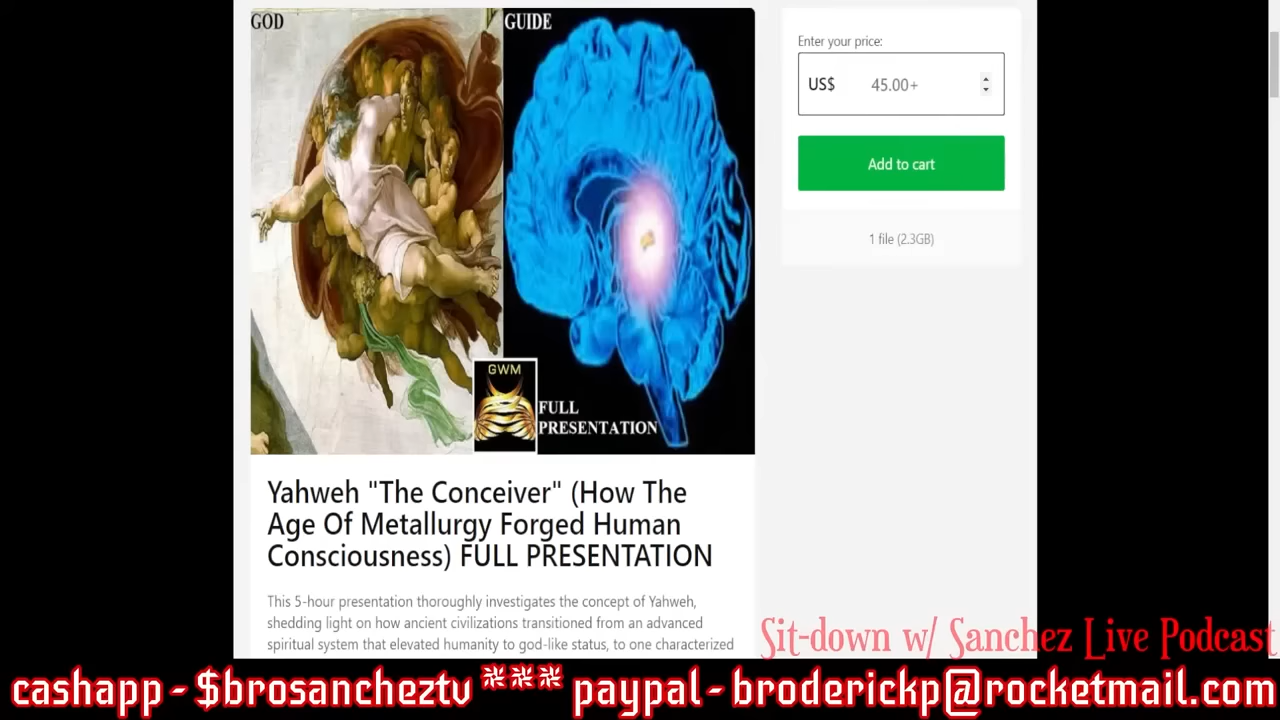 GOD
GUIDE
Enter your price:
US$ 45.00+
Add to cart
1 file (2.3GB)
GWM
FULL
PRESENTATION
Yahweh "The Conceiver" (How The
Age Of Metallurgy Forged Human
Consciousness) FULL PRESENTATION
This 5-hour presentation thoroughly investigates the concept of Yahweh,
shedding light on how ancient civilizations transitioned from an advanced
spiritual system that elevated humanity to god-like status, to one characterized
Sit-down w/ Sanchez Live Podcast
cashapp - $brosancheztv *** paypal - broderickp@rocketmail.com